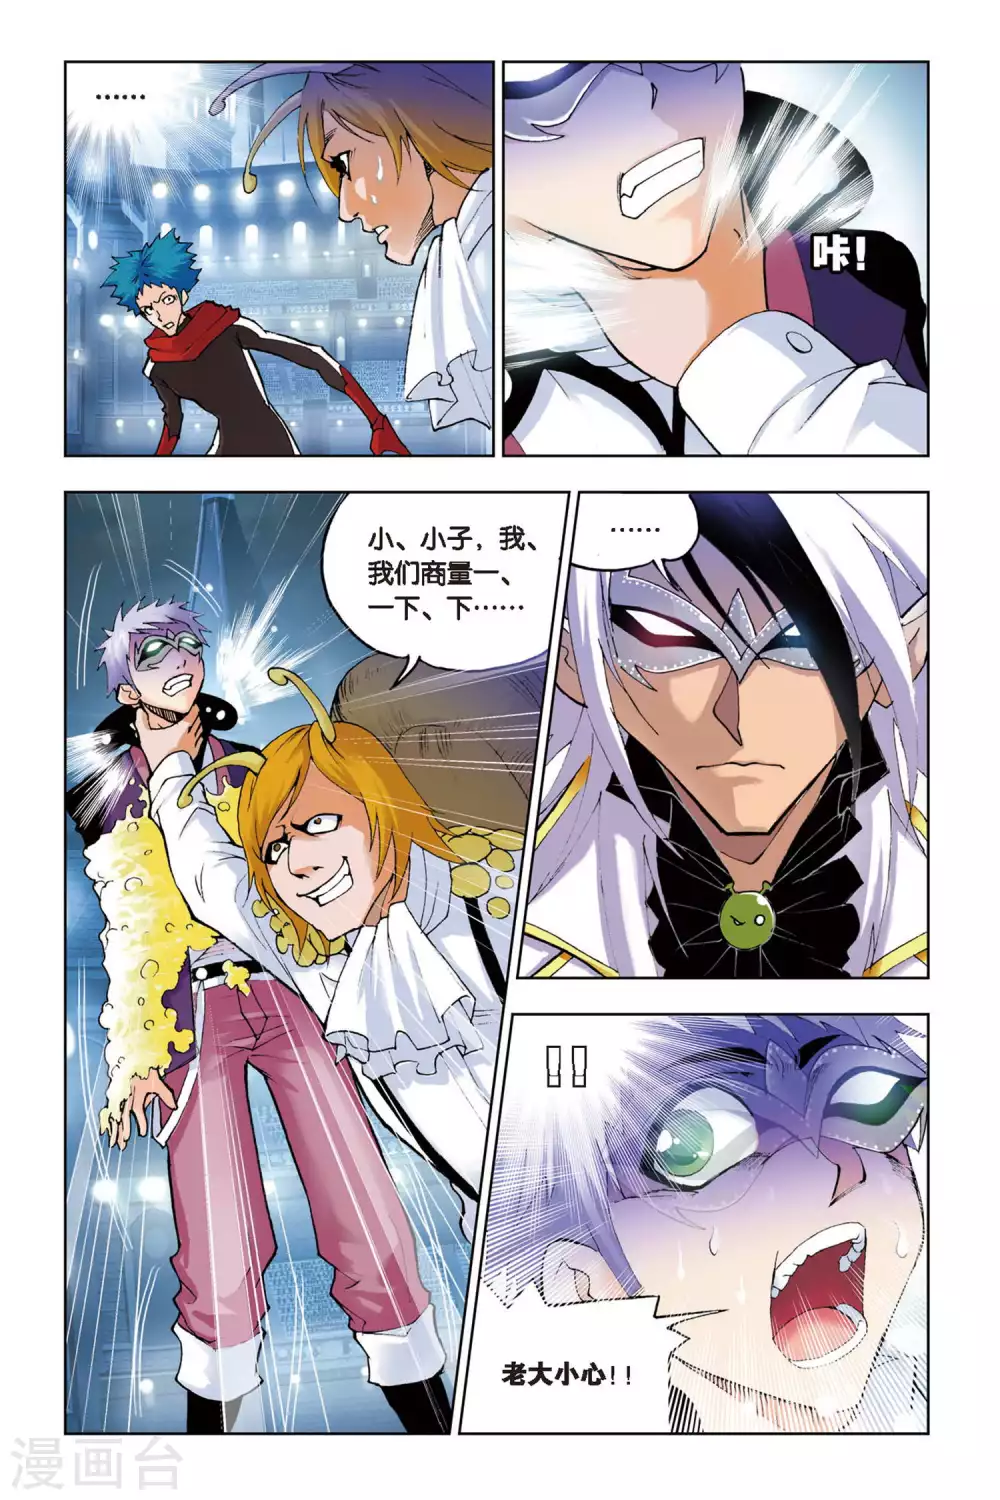 ……
咔！
小、小子，我、
我们商量一、
一下、下……
……
！！
老大小心！！
漫画台